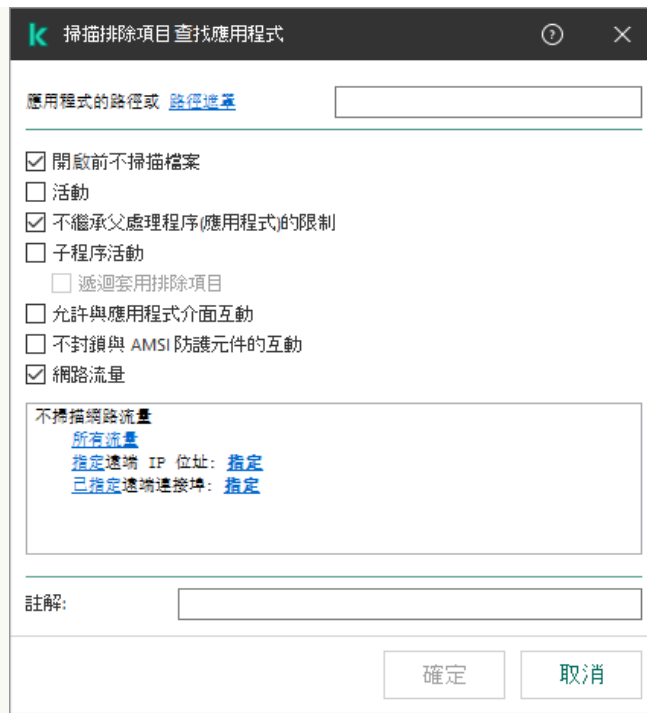 掃描排除項目查找應用程式
應用程式的路徑或 路徑遮罩
開啟前不掃描檔案
活動
不繼承父處理程序(應用程式)的限制
子程序活動
遞迴套用排除項目
允許與應用程式介面互動
不封鎖與 AMSI 防護元件的互動
網路流量
不掃描網路流量
所有流量
指定遠端 IP 位址: 指定
已指定遠端連接埠: 指定
註解:
確定
取消